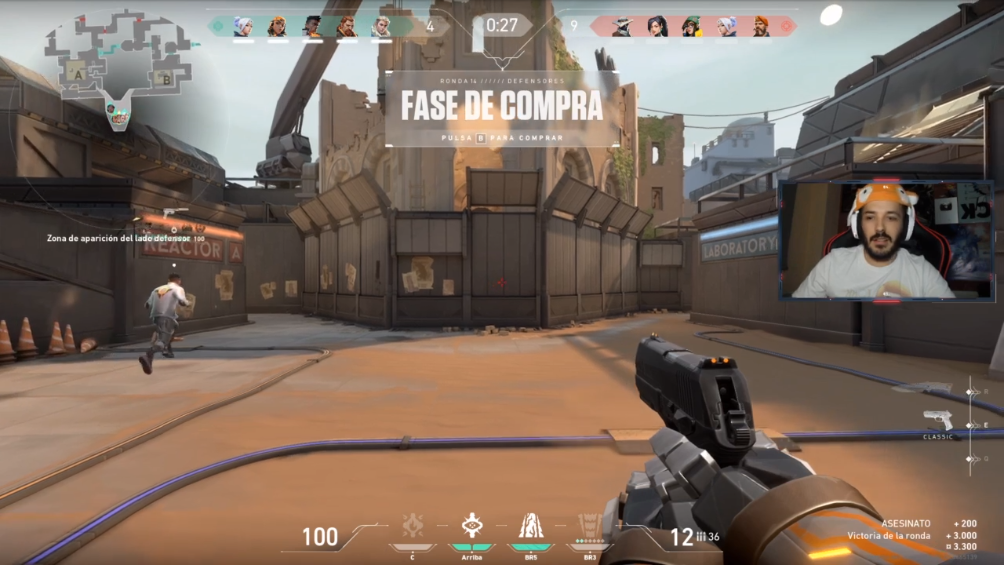 4 0:27 9
RONDA 14 ////// DEFENSORES
FASE DE COMPRA
PULSA B PARA COMPRAR
A B
Zona de aparición del lado defensor 100
REACTOR A
LABORATORY
CLASSIC
E
ASESINATO +200
Victoria de la ronda +3.000
¤ 3.300
100
12 36
C Arriba BR5 BR3